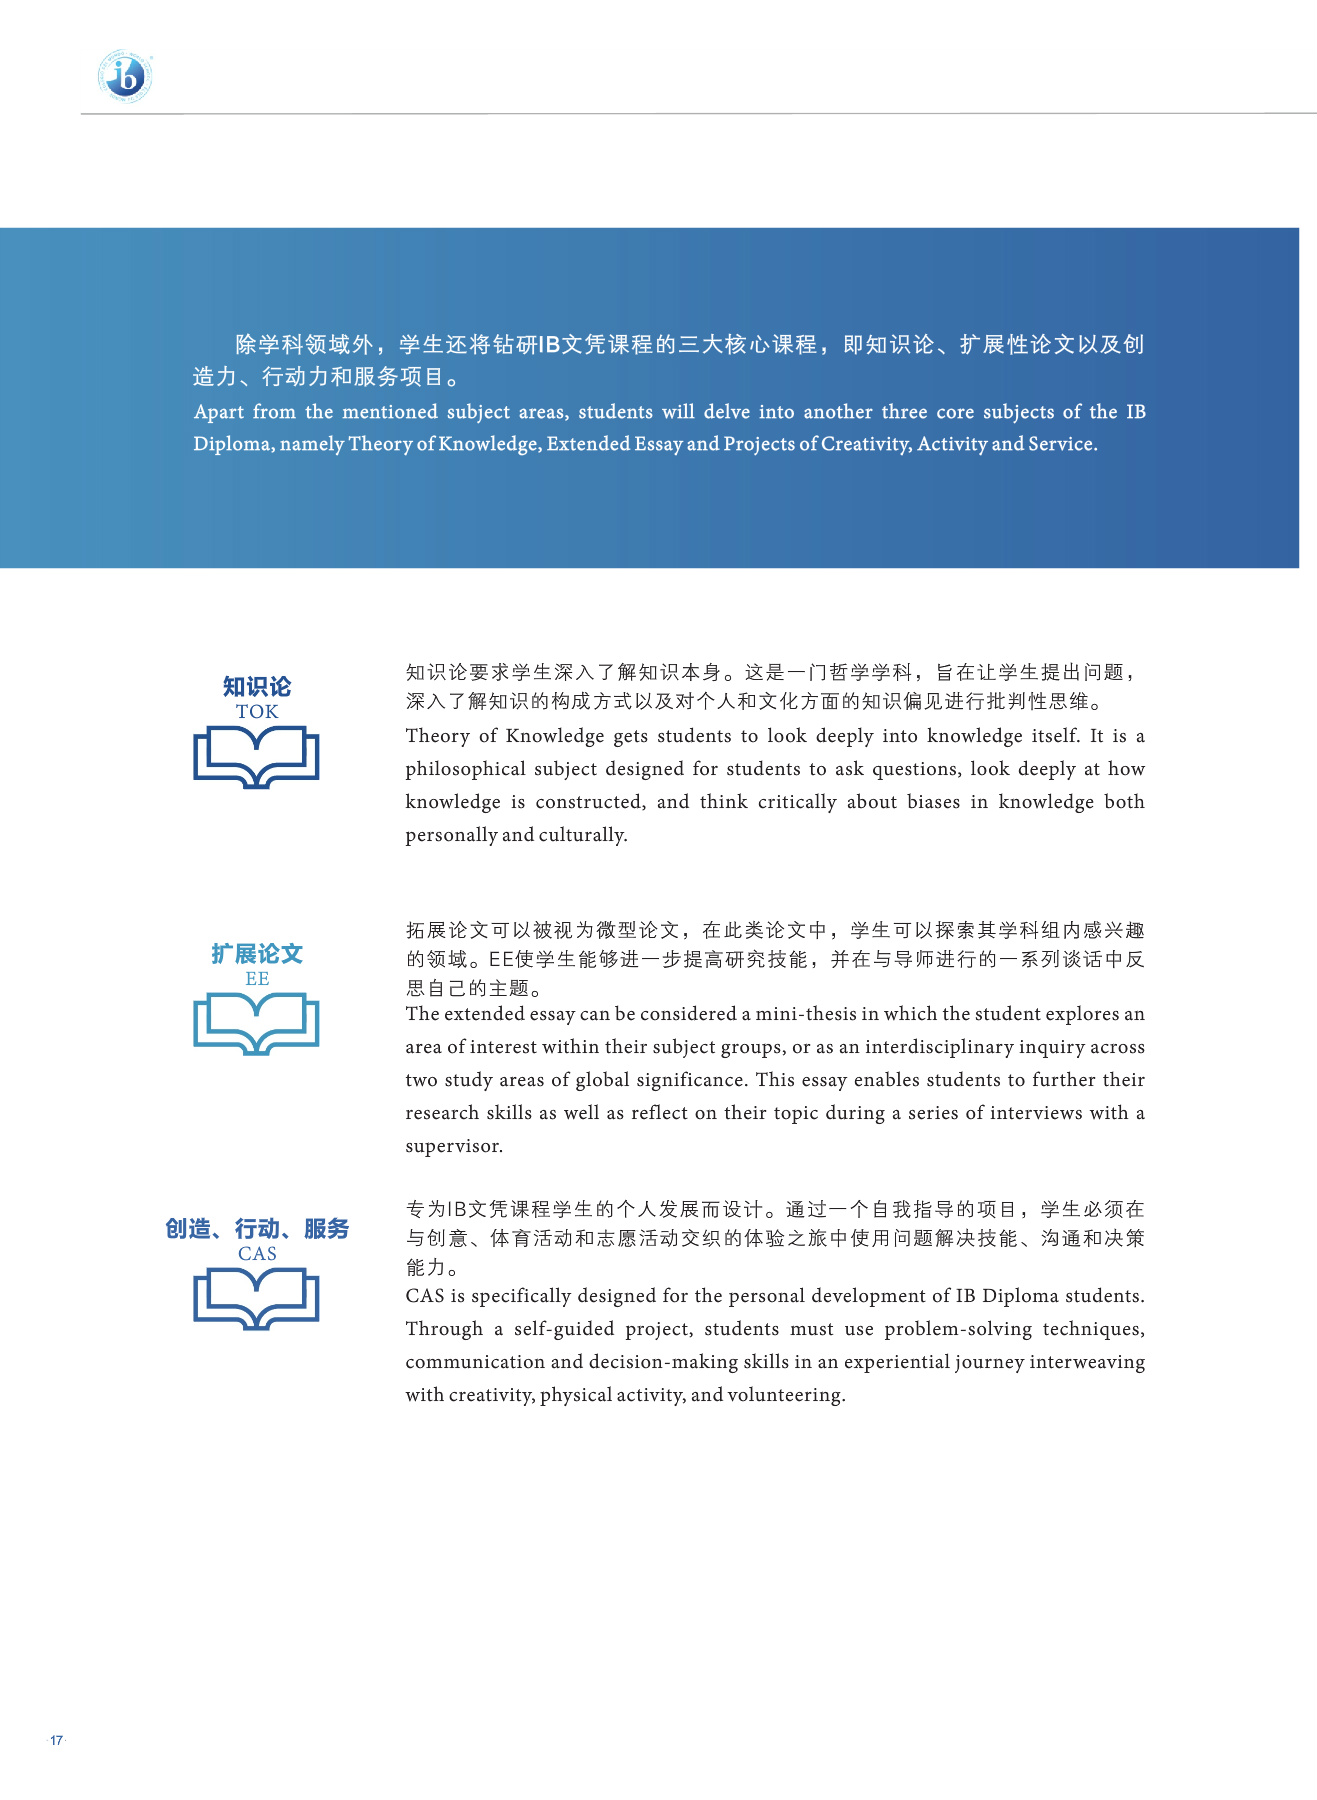 ib
除学科领域外，学生还将钻研IB文凭课程的三大核心课程，即知识论、扩展性论文以及创
造力、行动力和服务项目。
Apart from the mentioned subject areas, students will delve into another three core subjects of the IB
Diploma, namely Theory of Knowledge, Extended Essay and Projects of Creativity, Activity and Service.
知识论
TOK
知识论要求学生深入了解知识本身。这是一门哲学学科，旨在让学生提出问题，
深入了解知识的构成方式以及对个人和文化方面的知识偏见进行批判性思维。
Theory of Knowledge gets students to look deeply into knowledge itself. It is a
philosophical subject designed for students to ask questions, look deeply at how
knowledge is constructed, and think critically about biases in knowledge both
personally and culturally.
扩展论文
EE
拓展论文可以被视为微型论文，在此类论文中，学生可以探索其学科组内感兴趣
的领域。EE使学生能够进一步提高研究技能，并在与导师进行的一系列谈话中反
思自己的主题。
The extended essay can be considered a mini-thesis in which the student explores an
area of interest within their subject groups, or as an interdisciplinary inquiry across
two study areas of global significance. This essay enables students to further their
research skills as well as reflect on their topic during a series of interviews with a
supervisor.
创造、行动、服务
CAS
专为IB文凭课程学生的个人发展而设计。通过一个自我指导的项目，学生必须在
与创意、体育活动和志愿活动交织的体验之旅中使用问题解决技能、沟通和决策
能力。
CAS is specifically designed for the personal development of IB Diploma students.
Through a self-guided project, students must use problem-solving techniques,
communication and decision-making skills in an experiential journey interweaving
with creativity, physical activity, and volunteering.
17